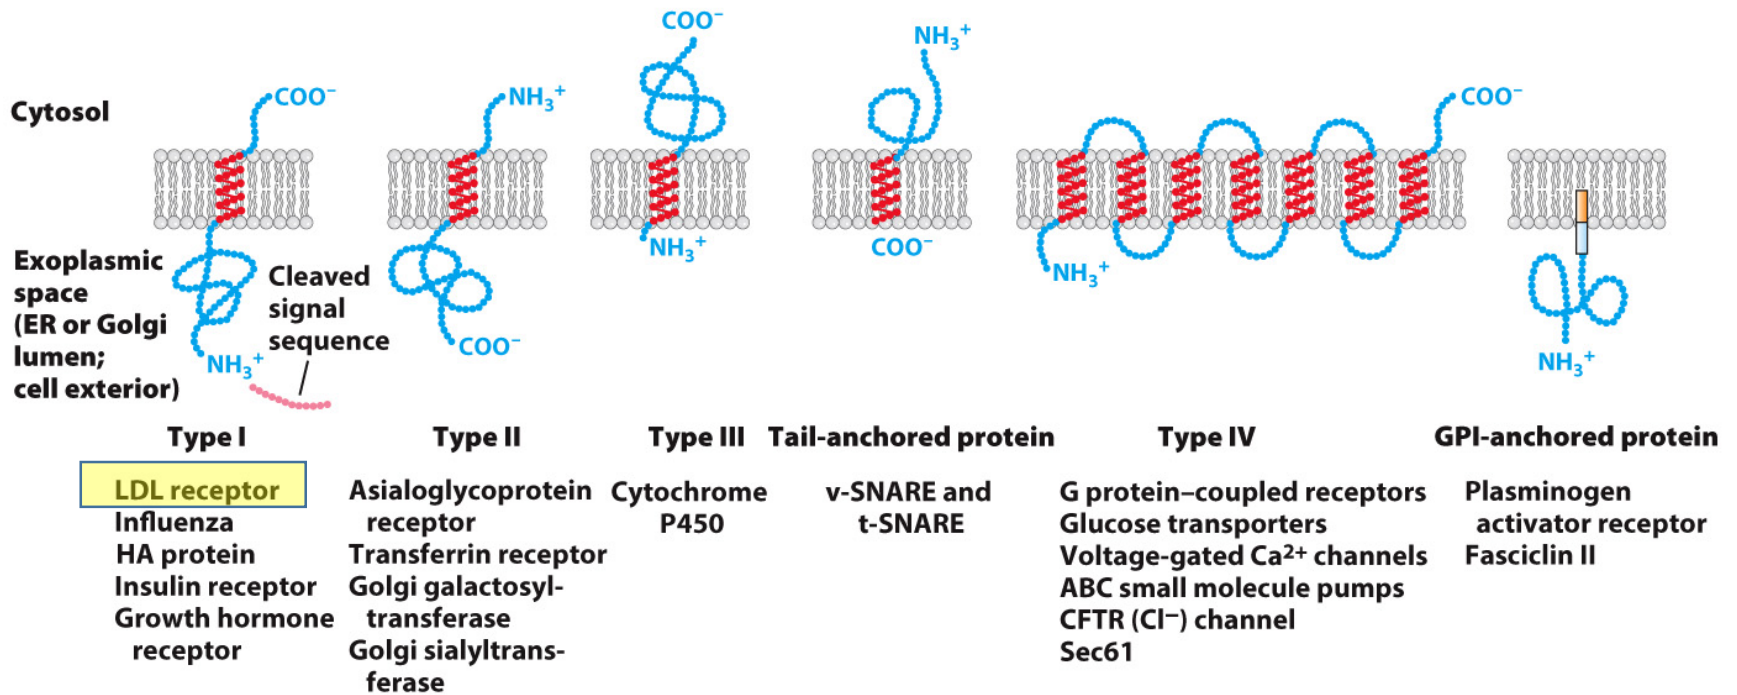 COO⁻
NH₃⁺
COO⁻
NH₃⁺
COO⁻
Cytosol
Exoplasmic
space
(ER or Golgi
lumen;
cell exterior)
Cleaved
signal
sequence
NH₃⁺
COO⁻
NH₃⁺
COO⁻
NH₃⁺
NH₃⁺
Type I
Type II
Type III
Tail-anchored protein
Type IV
GPI-anchored protein
LDL receptor
Influenza
HA protein
Insulin receptor
Growth hormone
receptor
Asialoglycoprotein
receptor
Transferrin receptor
Golgi galactosyl-
transferase
Golgi sialyltrans-
ferase
Cytochrome
P450
v-SNARE and
t-SNARE
G protein–coupled receptors
Glucose transporters
Voltage-gated Ca²⁺ channels
ABC small molecule pumps
CFTR (Cl⁻) channel
Sec61
Plasminogen
activator receptor
Fasciclin II